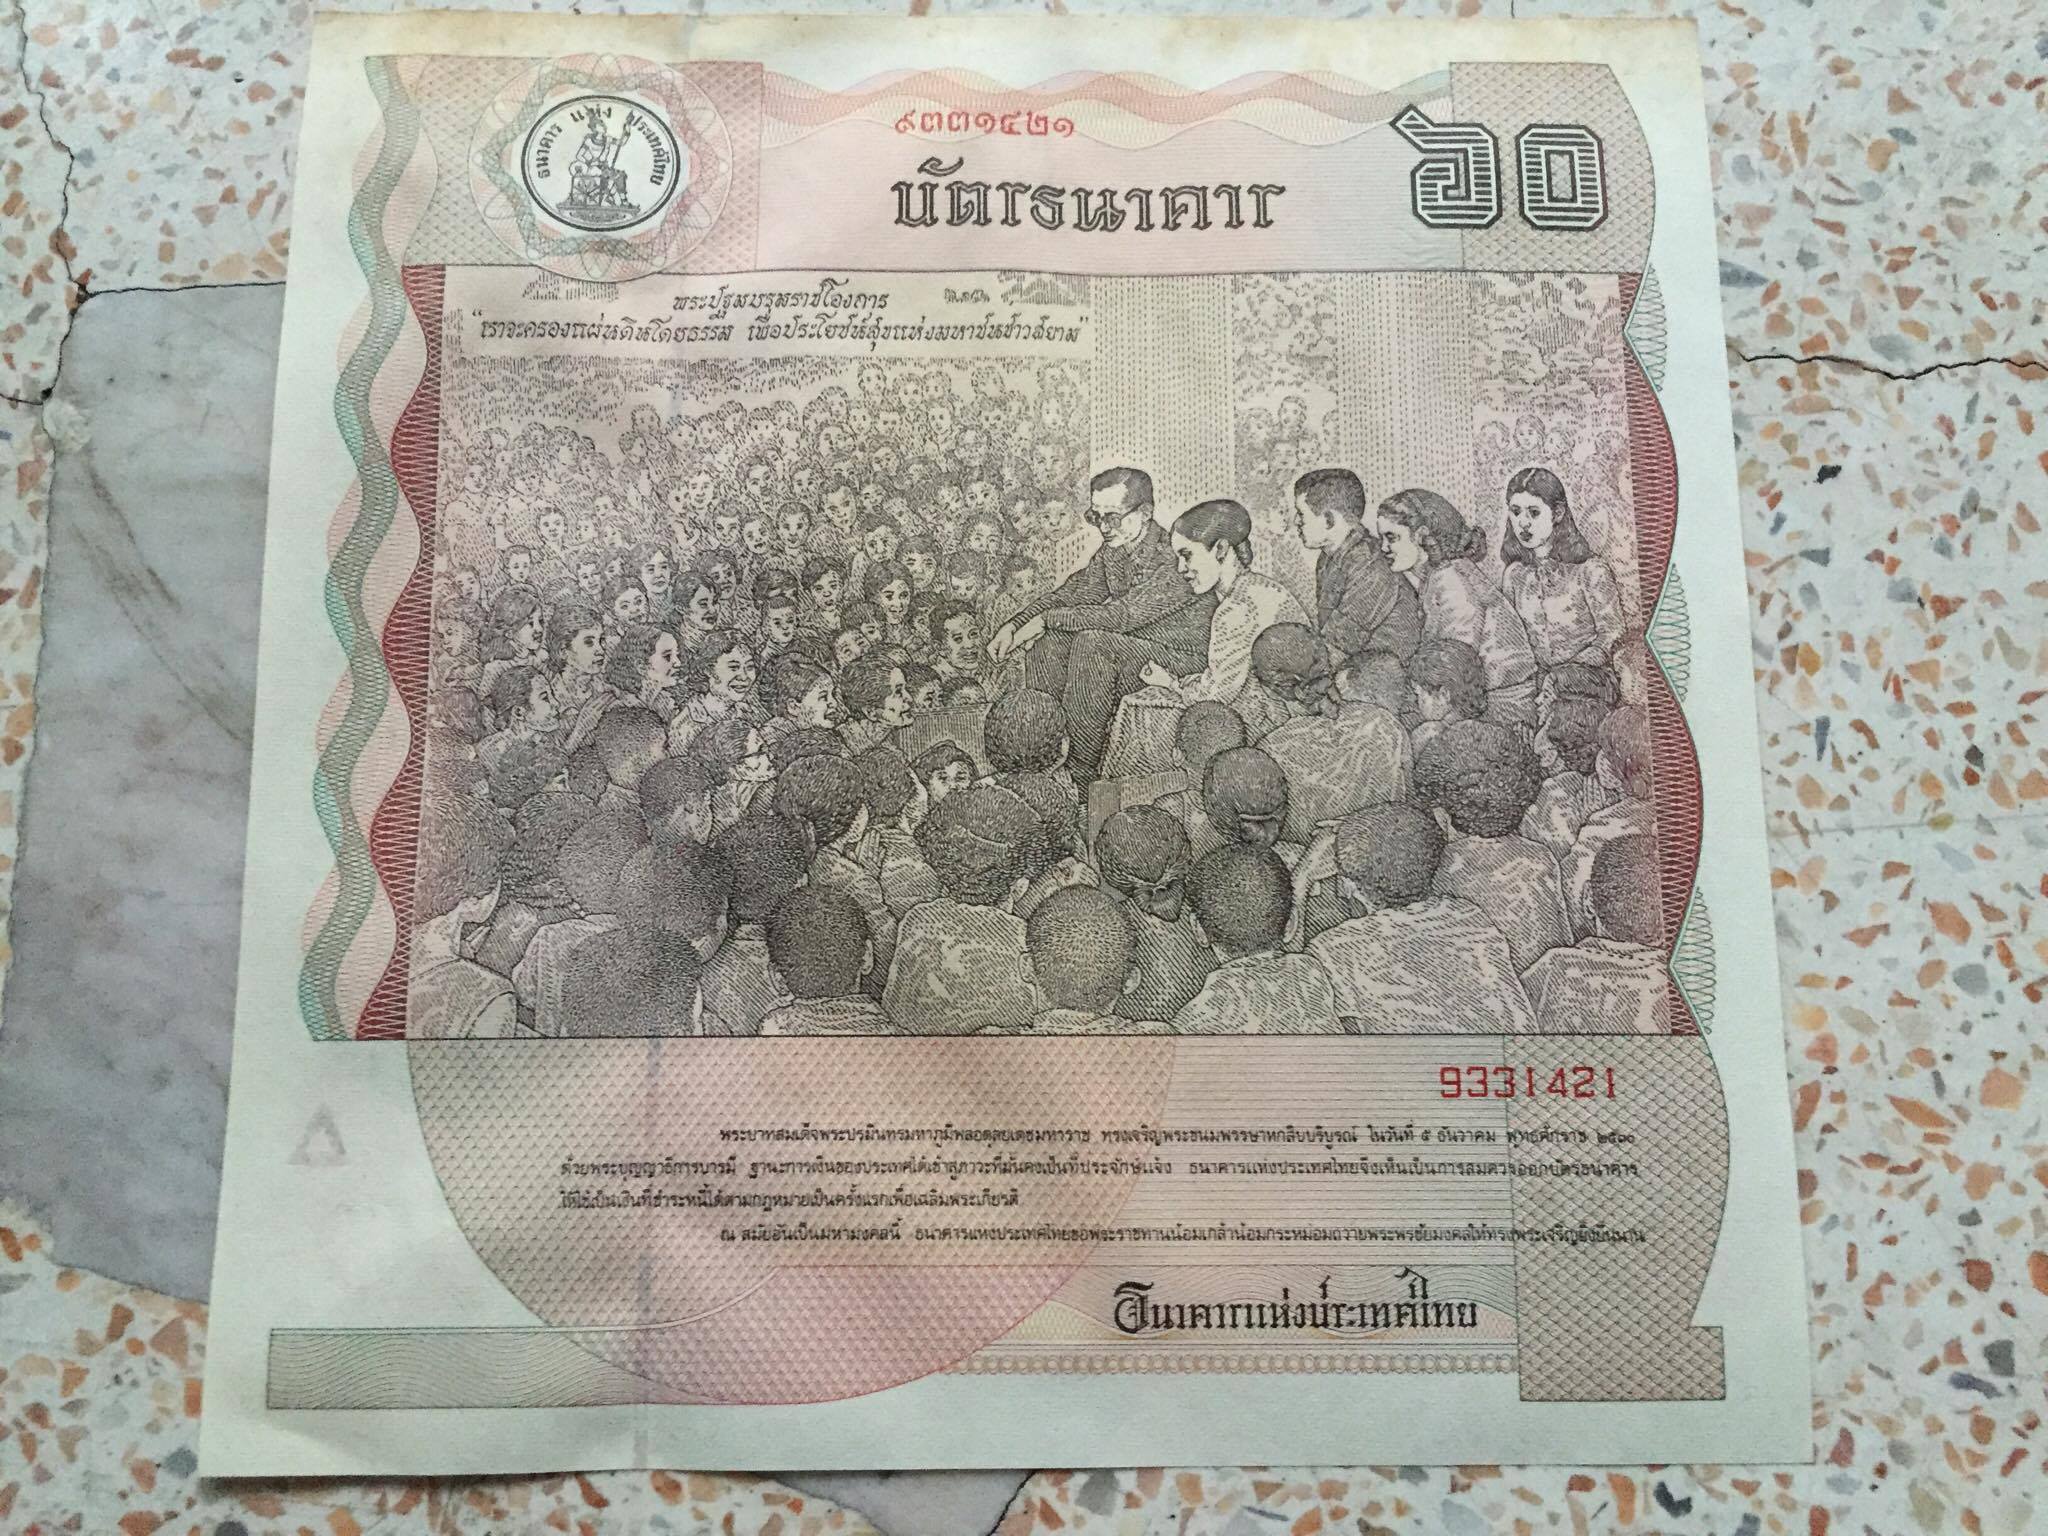 ธนาคาร แห่ง ประเทศไทย
๙๓๓๑๔๒๑
๖๐
บัตรธนาคาร
พระปฐมบรมราชโองการ
“เราจะครองแผ่นดินโดยธรรม เพื่อประโยชน์สุขแห่งมหาชนชาวสยาม”
9331421
พระบาทสมเด็จพระปรมินทรมหาภูมิพลอดุลยเดชมหาราช ทรงเจริญพระชนมพรรษาหกสิบบริบูรณ์ ในวันที่ ๕ ธันวาคม พุทธศักราช ๒๕๓๐
ด้วยพระบุญญาธิการบารมี ฐานะการเงินของประเทศได้เข้าสู่ภาวะที่มั่นคงเป็นที่ประจักษ์แจ้ง ธนาคารแห่งประเทศไทยจึงเห็นเป็นการสมควรออกบัตรธนาคาร
ให้ใช้เป็นเงินที่ชำระหนี้ได้ตามกฎหมายเป็นครั้งแรกเพื่อเฉลิมพระเกียรติ
ณ สมัยอันเป็นมหามงคลนี้ ธนาคารแห่งประเทศไทยขอพระราชทานน้อมเกล้าน้อมกระหม่อมถวายพระพรชัยมงคลให้ทรงพระเจริญยิ่งยืนนาน
ธนาคารแห่งประเทศไทย